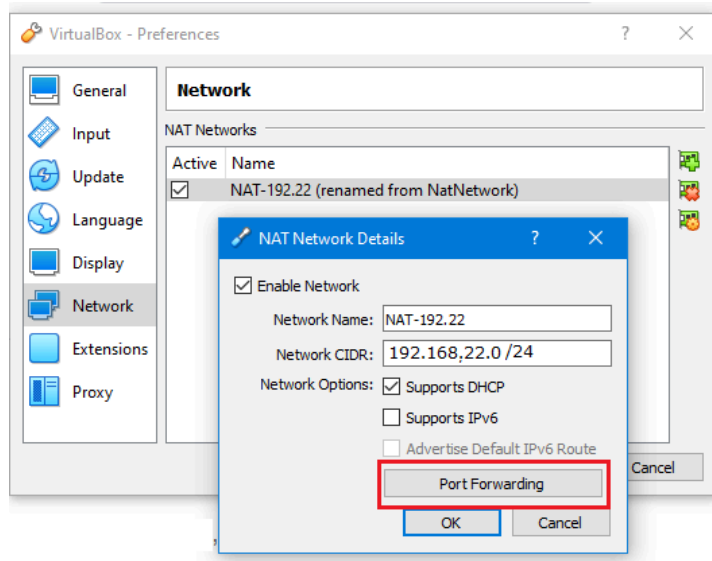 VirtualBox - Preferences ? ×
General
Input
Update
Language
Display
Network
Extensions
Proxy
Network
NAT Networks
Active Name
NAT-192.22 (renamed from NatNetwork)
NAT Network Details ? ×
Enable Network
Network Name: NAT-192.22
Network CIDR: 192.168,22.0 /24
Network Options: Supports DHCP
Supports IPv6
Advertise Default IPv6 Route
Port Forwarding
OK Cancel
Cancel
,